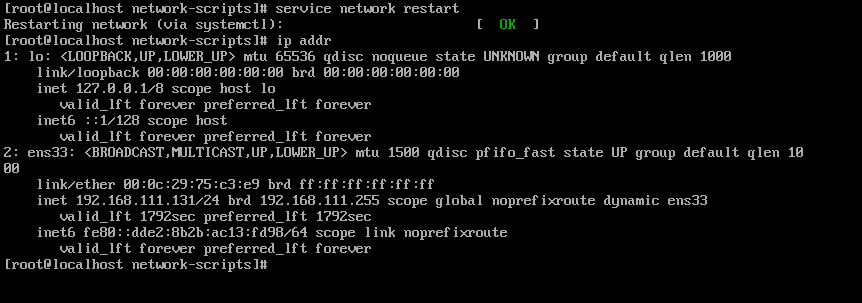 [root@localhost network-scripts]# service network restart
Restarting network (via systemctl):                        [  OK  ]
[root@localhost network-scripts]# ip addr
1: lo: <LOOPBACK,UP,LOWER_UP> mtu 65536 qdisc noqueue state UNKNOWN group default qlen 1000
    link/loopback 00:00:00:00:00:00 brd 00:00:00:00:00:00
    inet 127.0.0.1/8 scope host lo
       valid_lft forever preferred_lft forever
    inet6 ::1/128 scope host
       valid_lft forever preferred_lft forever
2: ens33: <BROADCAST,MULTICAST,UP,LOWER_UP> mtu 1500 qdisc pfifo_fast state UP group default qlen 10
00
    link/ether 00:0c:29:75:c3:e9 brd ff:ff:ff:ff:ff:ff
    inet 192.168.111.131/24 brd 192.168.111.255 scope global noprefixroute dynamic ens33
       valid_lft 1792sec preferred_lft 1792sec
    inet6 fe80::dde2:8b2b:ac13:fd98/64 scope link noprefixroute
       valid_lft forever preferred_lft forever
[root@localhost network-scripts]#